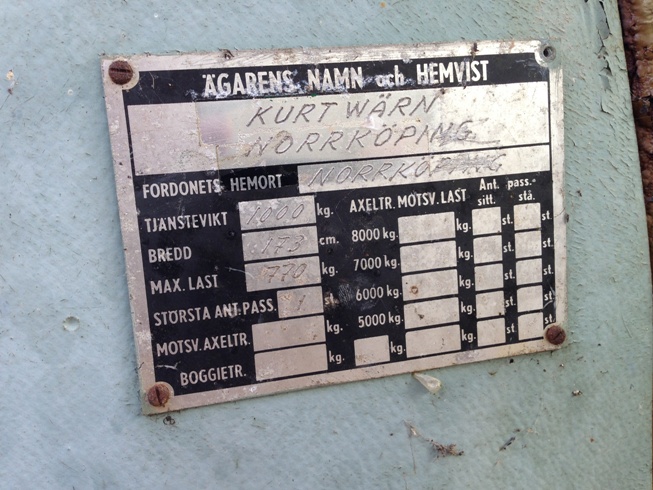 ÄGARENS NAMN och HEMVIST
KURT WÄRN
NORRKÖPING
FORDONETS HEMORT NORRKÖPING
TJÄNSTEVIKT 1000 kg. AXELTR. MOTSV. LAST Ant. sitt. pass. stå.
BREDD 173 cm. 8000 kg. kg. st. st.
MAX. LAST 770 kg. 7000 kg. kg. st. st.
STÖRSTA ANT. PASS. 1 st. 6000 kg. kg. st. st.
MOTSV. AXELTR. kg. 5000 kg. kg. st. st.
BOGGIETR. kg. kg. kg. st. st.